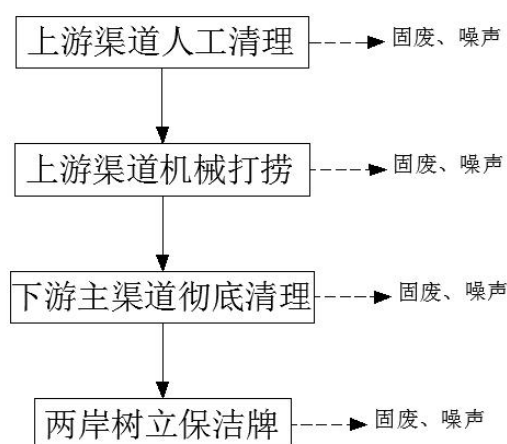 上游渠道人工清理
固废、噪声
上游渠道机械打捞
固废、噪声
下游主渠道彻底清理
固废、噪声
两岸树立保洁牌
固废、噪声